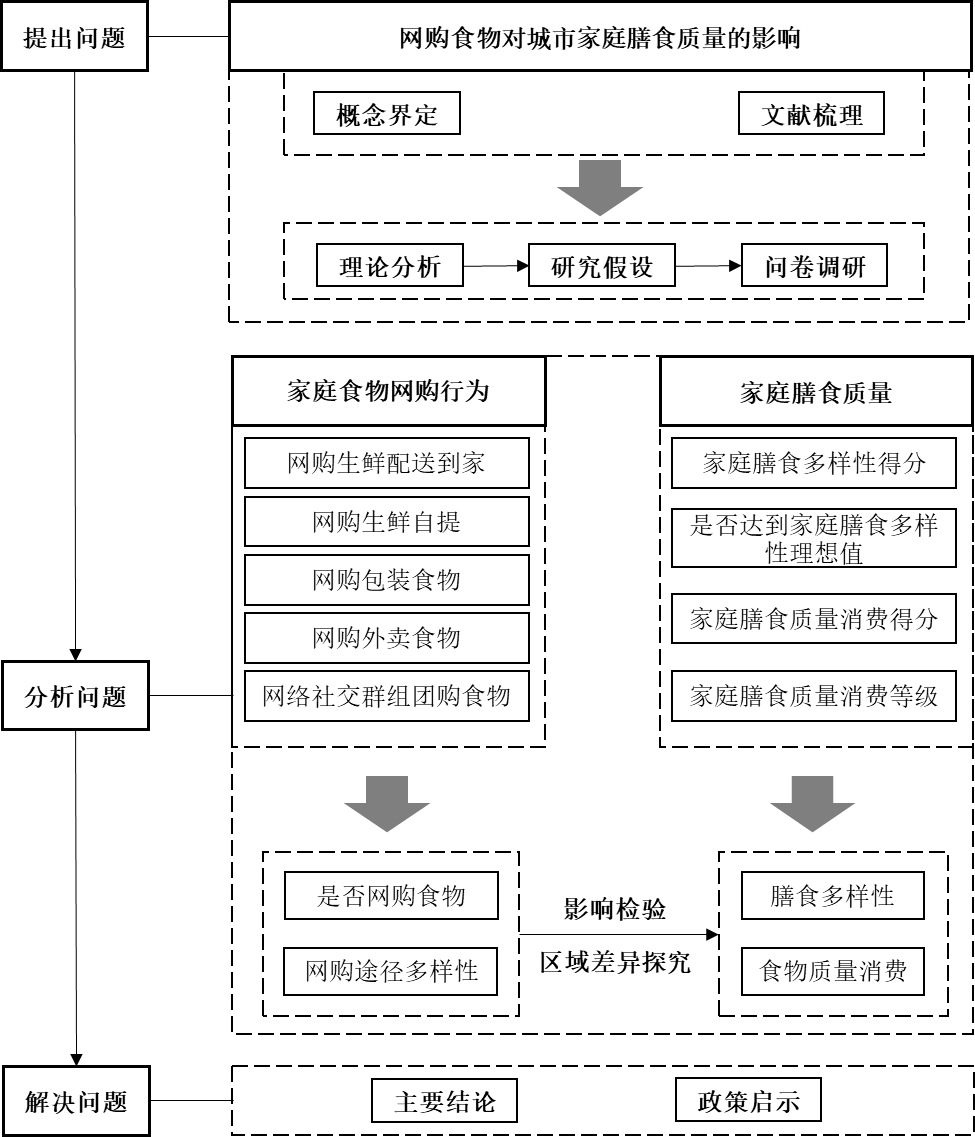 提出问题
网购食物对城市家庭膳食质量的影响
概念界定
文献梳理
理论分析
研究假设
问卷调研
家庭食物网购行为
家庭膳食质量
网购生鲜配送到家
网购生鲜自提
网购包装食物
网购外卖食物
网络社交群组团购食物
家庭膳食多样性得分
是否达到家庭膳食多样
性理想值
家庭膳食质量消费得分
家庭膳食质量消费等级
分析问题
是否网购食物
网购途径多样性
影响检验
区域差异探究
膳食多样性
食物质量消费
解决问题
主要结论
政策启示